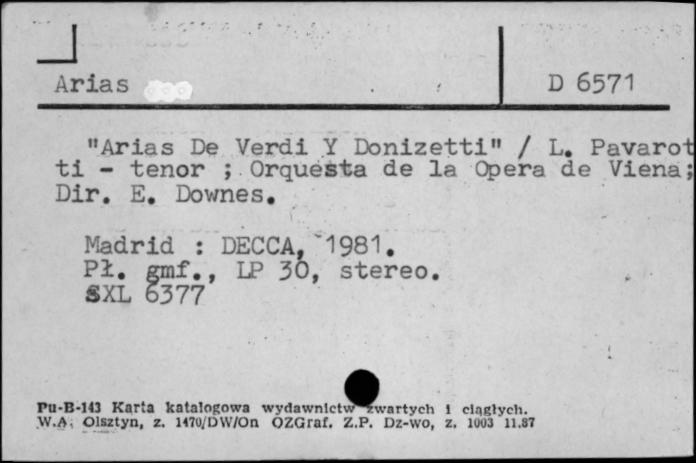 Arias ...
D 6571
"Arias De Verdi Y Donizetti" / L. Pavarot
ti - tenor ; Orquesta de la Opera de Viena;
Dir. E. Downes.
Madrid : DECCA, 1981.
Pł. gmf., LP 30, stereo.
SXL 6377
Pu-B-143 Karta katalogowa wydawnictw zwartych i ciągłych.
W.A. Olsztyn, z. 1470/DW/On OZGraf. Z.P. Dz-wo, z. 1003 11.87